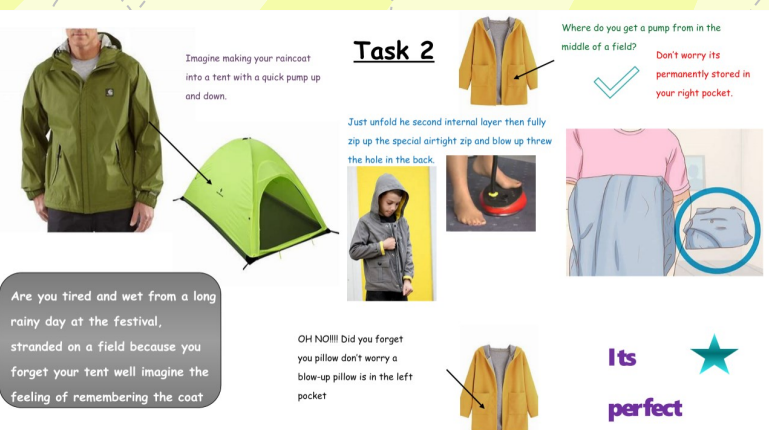 Imagine making your raincoat
into a tent with a quick pump up
and down.
Task 2
Where do you get a pump from in the
middle of a field?
Don't worry its
permanently stored in
your right pocket.
Just unfold he second internal layer then fully
zip up the special airtight zip and blow up threw
the hole in the back.
Are you tired and wet from a long
rainy day at the festival,
stranded on a field because you
forget your tent well imagine the
feeling of remembering the coat
OH NO!!!! Did you forget
you pillow don't worry a
blow-up pillow is in the left
pocket
Its
perfect